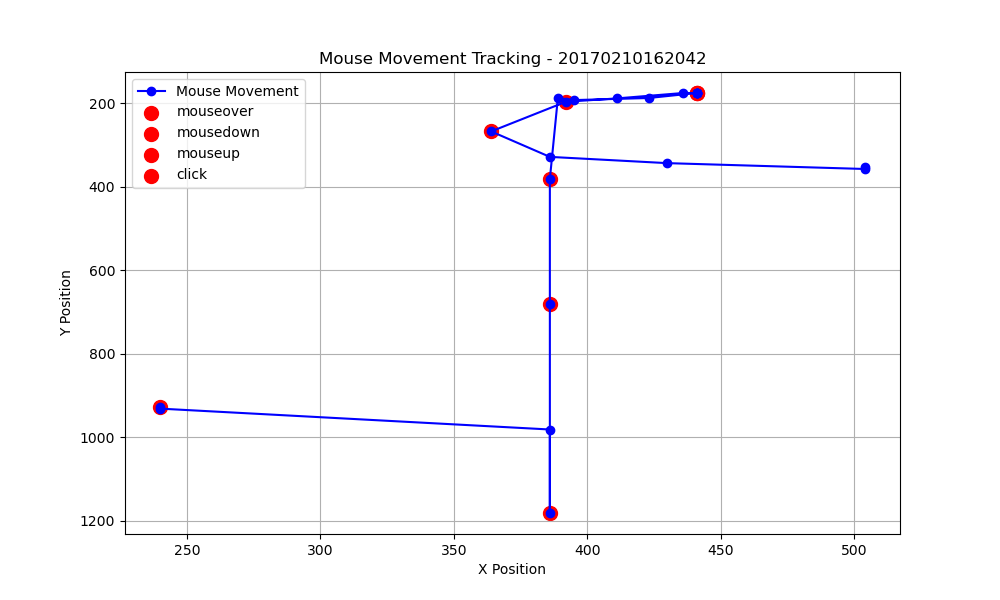 Mouse Movement Tracking - 20170210162042
Mouse Movement
mouseover
mousedown
mouseup
click
200
400
600
800
1000
1200
Y Position
250
300
350
400
450
500
X Position